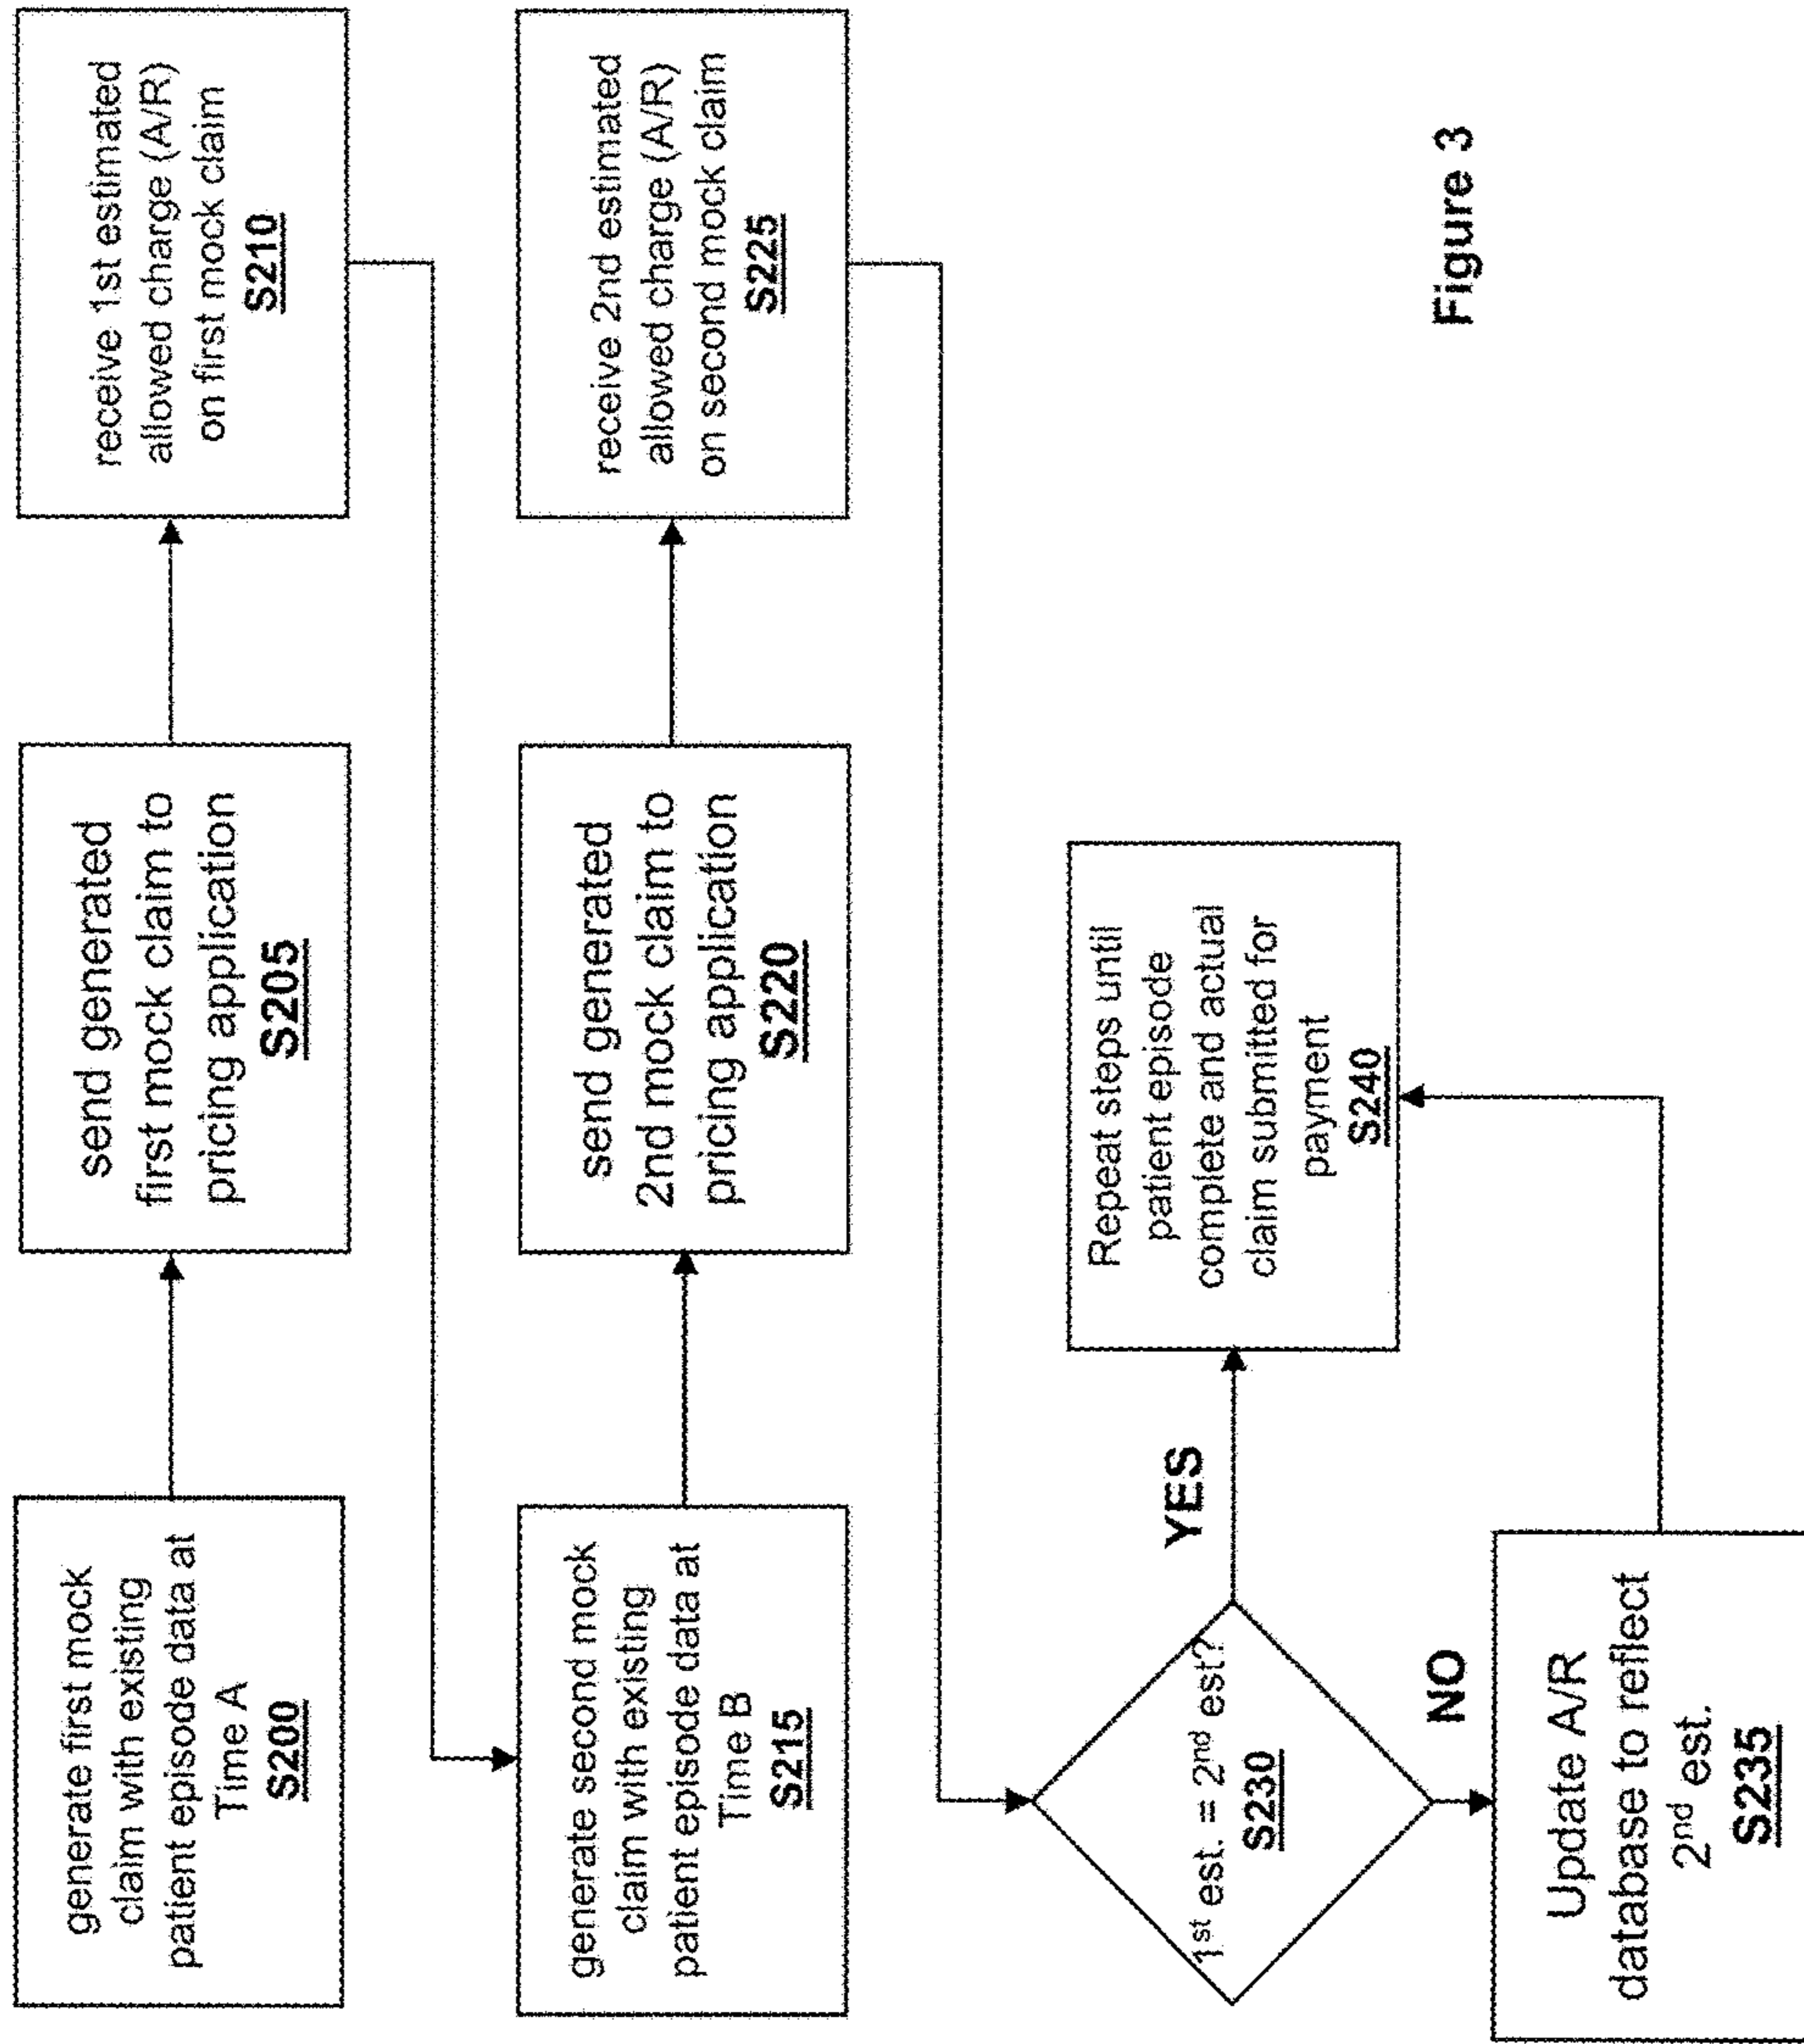 generate first mock
claim with existing
patient episode data at
Time A
S200
send generated
first mock claim to
pricing application
S205
receive 1st estimated
allowed charge (A/R)
on first mock claim
S210
generate second mock
claim with existing
patient episode data at
Time B
S215
send generated
2nd mock claim to
pricing application
S220
receive 2nd estimated
allowed charge (A/R)
on second mock claim
S225
1st est. = 2nd est?
S230
YES
Repeat steps until
patient episode
complete and actual
claim submitted for
payment
S240
NO
Update A/R
database to reflect
2nd est.
S235
Figure 3